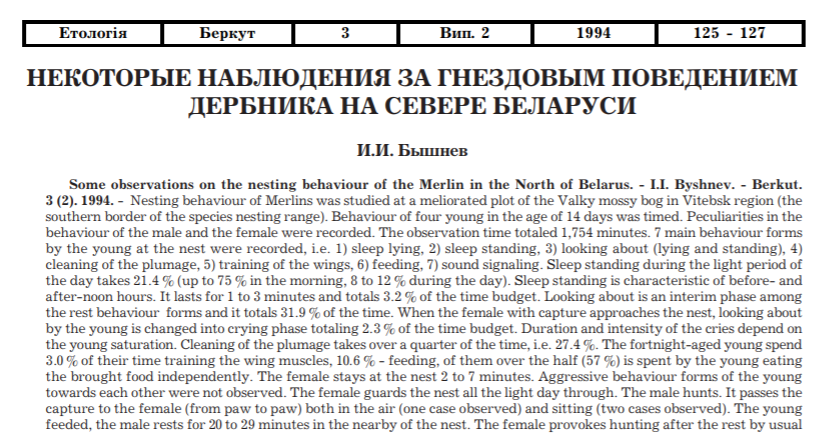 Етологія Беркут 3 Вип. 2 1994 125 - 127
НЕКОТОРЫЕ НАБЛЮДЕНИЯ ЗА ГНЕЗДОВЫМ ПОВЕДЕНИЕМ
ДЕРБНИКА НА СЕВЕРЕ БЕЛАРУСИ
И.И. Бышнев
Some observations on the nesting behaviour of the Merlin in the North of Belarus. - I.I. Byshnev. - Berkut.
3 (2). 1994. - Nesting behaviour of Merlins was studied at a meliorated plot of the Valky mossy bog in Vitebsk region (the
southern border of the species nesting range). Behaviour of four young in the age of 14 days was timed. Peculiarities in the
behaviour of the male and the female were recorded. The observation time totaled 1,754 minutes. 7 main behaviour forms
by the young at the nest were recorded, i.e. 1) sleep lying, 2) sleep standing, 3) looking about (lying and standing), 4)
cleaning of the plumage, 5) training of the wings, 6) feeding, 7) sound signaling. Sleep standing during the light period of
the day takes 21.4 % (up to 75 % in the morning, 8 to 12 % during the day). Sleep standing is characteristic of before- and
after-noon hours. It lasts for 1 to 3 minutes and totals 3.2 % of the time budget. Looking about is an interim phase among
the rest behaviour forms and it totals 31.9 % of the time. When the female with capture approaches the nest, looking about
by the young is changed into crying phase totaling 2.3 % of the time budget. Duration and intensity of the cries depend on
the young saturation. Cleaning of the plumage takes over a quarter of the time, i.e. 27.4 %. The fortnight-aged young spend
3.0 % of their time training the wing muscles, 10.6 % - feeding, of them over the half (57 %) is spent by the young eating
the brought food independently. The female stays at the nest 2 to 7 minutes. Aggressive behaviour forms of the young
towards each other were not observed. The female guards the nest all the light day through. The male hunts. It passes the
capture to the female (from paw to paw) both in the air (one case observed) and sitting (two cases observed). The young
feeded, the male rests for 20 to 29 minutes in the nearby of the nest. The female provokes hunting after the rest by usual